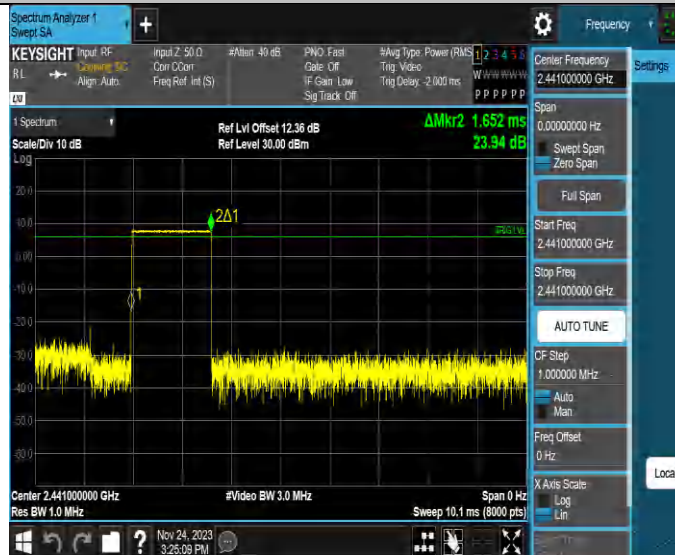 Spectrum Analyzer 1
Swept SA
+
Frequency
KEYSIGHT Input: RF
RL
Coupling: DC
Align: Auto
Input Z: 50 Ω
Corr CCorr
Freq Ref: Int (S)
#Atten: 40 dB
PNO: Fast
Gate: Off
IF Gain: Low
Sig Track: Off
#Avg Type: Power (RMS
Trig: Video
Trig Delay: -2.000 ms
1 2 3 4 5 6
W W W W W W
P P P P P P
1 Spectrum
Scale/Div 10 dB
Log
Ref Lvl Offset 12.36 dB
Ref Level 30.00 dBm
ΔMkr2 1.652 ms
23.94 dB
20.0
10.0
0.00
-10.0
-20.0
-30.0
-40.0
-50.0
-60.0
2Δ1
1
TRIG LVL
Center 2.441000000 GHz
Res BW 1.0 MHz
#Video BW 3.0 MHz
Span 0 Hz
Sweep 10.1 ms (8000 pts)
Nov 24, 2023
3:25:09 PM
?
Center Frequency
2.441000000 GHz
Settings
Span
0.00000000 Hz
Swept Span
Zero Span
Full Span
Start Freq
2.441000000 GHz
Stop Freq
2.441000000 GHz
AUTO TUNE
CF Step
1.000000 MHz
Auto
Man
Freq Offset
0 Hz
X Axis Scale
Log
Lin
Loca